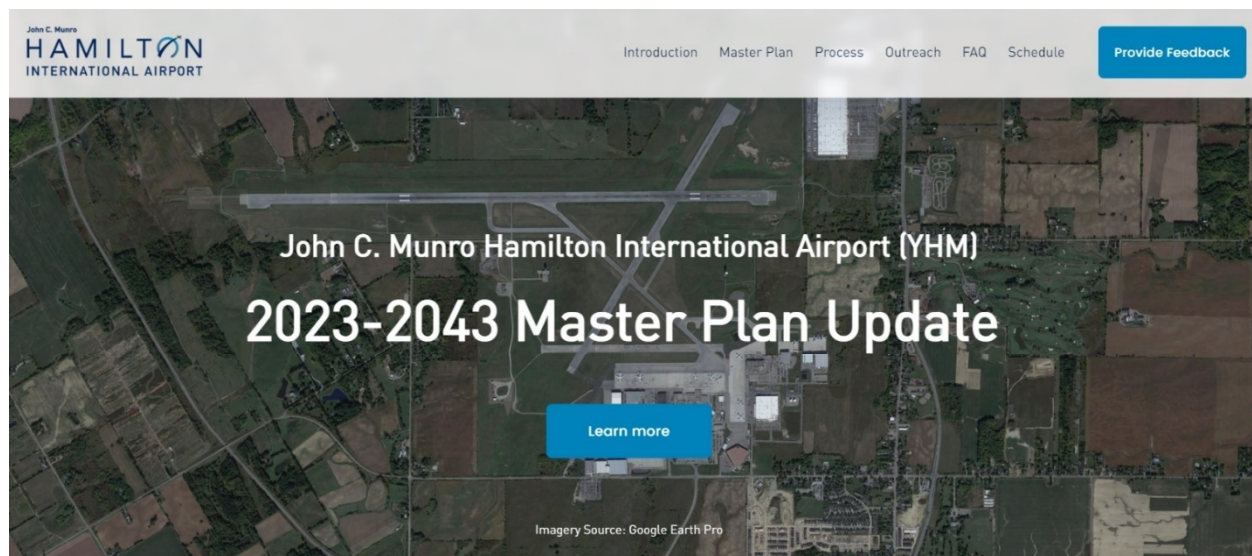 John C. Munro
HAMILTON
INTERNATIONAL AIRPORT
Introduction Master Plan Process Outreach FAQ Schedule Provide Feedback
John C. Munro Hamilton International Airport (YHM)
2023-2043 Master Plan Update
Learn more
Imagery Source: Google Earth Pro